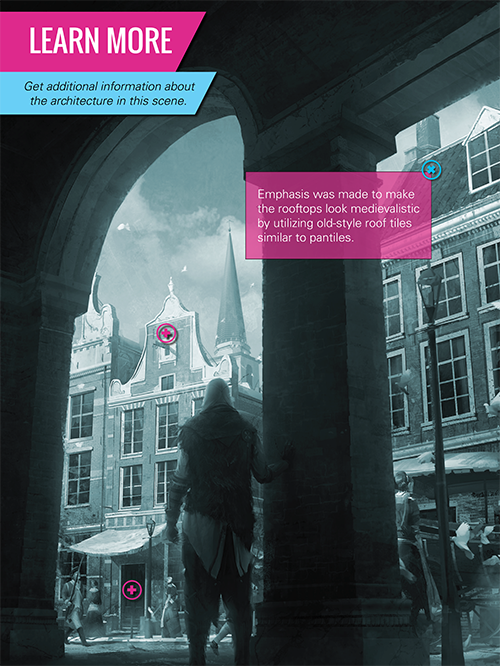 LEARN MORE
Get additional information about
the architecture in this scene.
Emphasis was made to make
the rooftops look medievalistic
by utilizing old-style roof tiles
similar to pantiles.